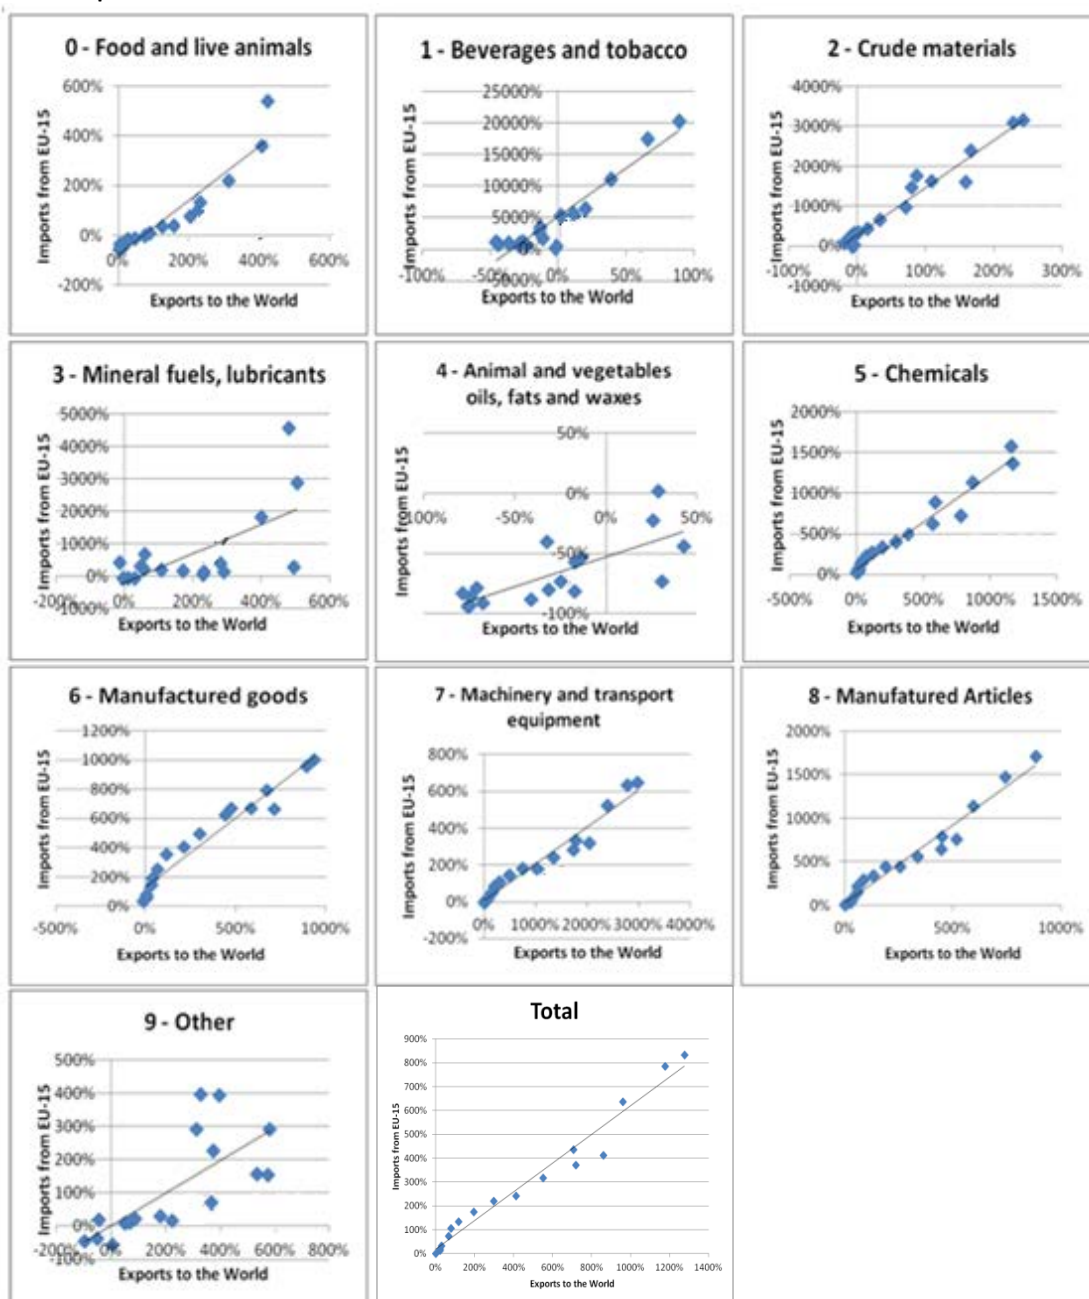 0 - Food and live animals
600%
400%
200%
0%
-200%
0% 200% 400% 600%
Imports from EU-15
Exports to the World
1 - Beverages and tobacco
25000%
20000%
15000%
10000%
5000%
0%
-5000%
-100% -50% 0% 50% 100%
Imports from EU-15
Exports to the World
2 - Crude materials
4000%
3000%
2000%
1000%
0%
-1000%
-100% 0% 100% 200% 300%
Imports from EU-15
Exports to the World
3 - Mineral fuels, lubricants
5000%
4000%
3000%
2000%
1000%
0%
-1000%
-200% 0% 200% 400% 600%
Imports from EU-15
Exports to the World
4 - Animal and vegetables
oils, fats and waxes
50%
0%
-50%
-100%
-100% -50% 0% 50%
Imports from EU-15
Exports to the World
5 - Chemicals
2000%
1500%
1000%
500%
0%
-500% 0% 500% 1000% 1500%
Imports from EU-15
Exports to the World
6 - Manufactured goods
1200%
1000%
800%
600%
400%
200%
0%
-500% 0% 500% 1000%
Imports from EU-15
Exports to the World
7 - Machinery and transport
equipment
800%
600%
400%
200%
0%
-200%
0% 1000% 2000% 3000% 4000%
Imports from EU-15
Exports to the World
8 - Manufatured Articles
2000%
1500%
1000%
500%
0%
0% 500% 1000%
Imports from EU-15
Exports to the World
9 - Other
500%
400%
300%
200%
100%
0%
-100%
-200% 0% 200% 400% 600% 800%
Imports from EU-15
Exports to the World
Total
900%
800%
700%
600%
500%
400%
300%
200%
100%
0%
0% 200% 400% 600% 800% 1000% 1200% 1400%
Imports from EU-15
Exports to the World